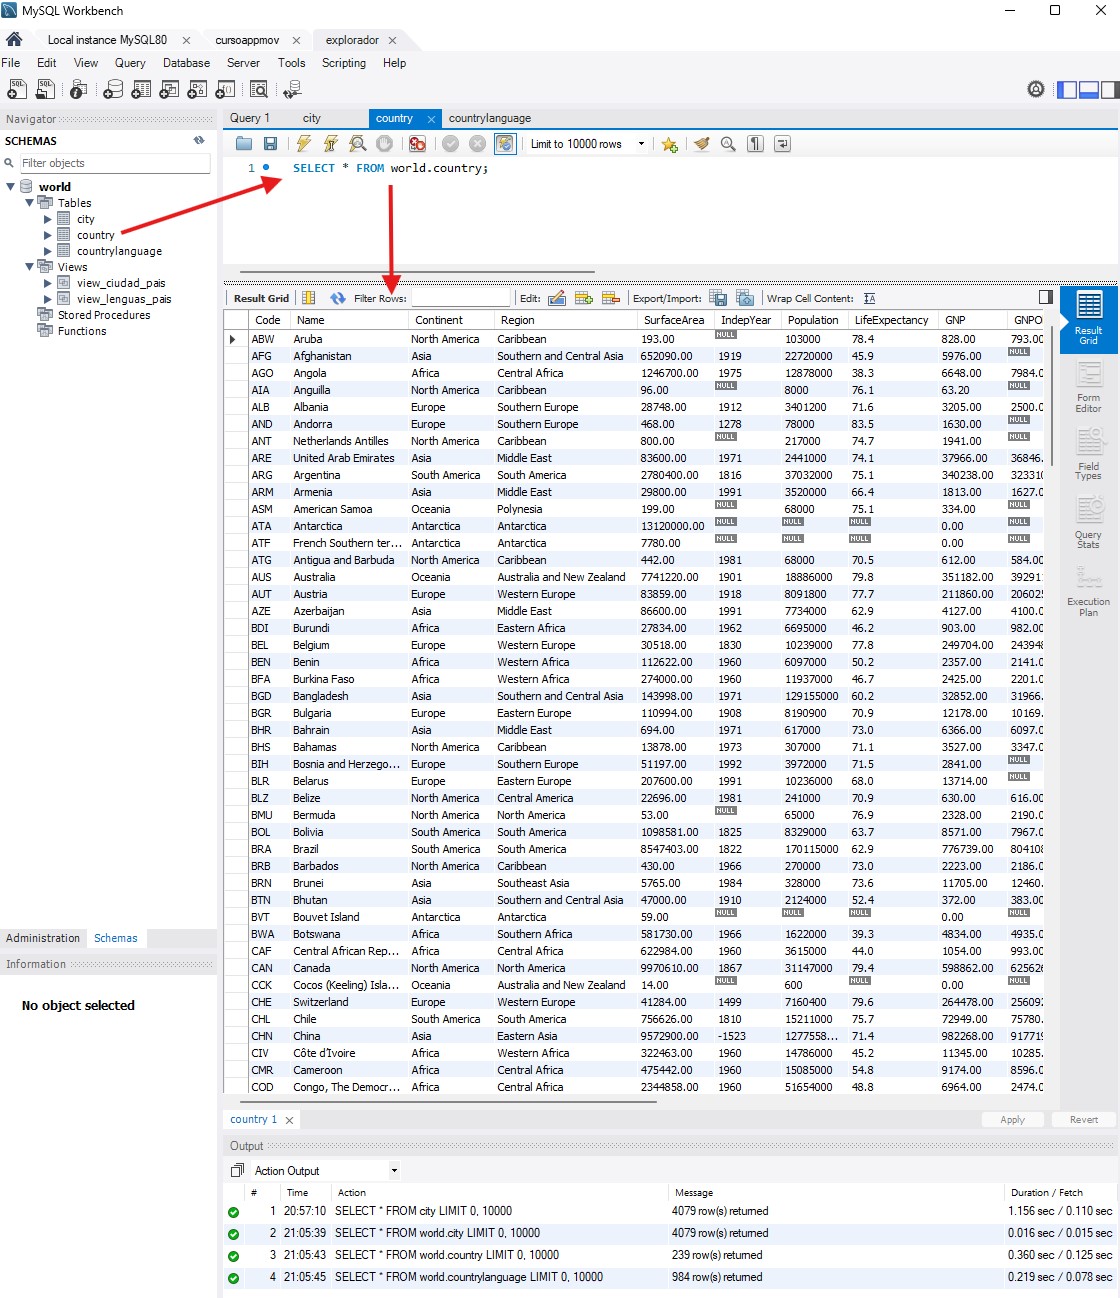 MySQL Workbench
Local instance MySQL80 cursoappmov explorador
File Edit View Query Database Server Tools Scripting Help
Navigator
SCHEMAS
Filter objects
world
Tables
city
country
countrylanguage
Views
view_ciudad_pais
view_lenguas_pais
Stored Procedures
Functions
Administration Schemas
Information
No object selected
Query 1 city country countrylanguage
Limit to 10000 rows
1 SELECT * FROM world.country;
Result Grid Filter Rows: Edit: Export/Import: Wrap Cell Content:
Code Name Continent Region SurfaceArea IndepYear Population LifeExpectancy GNP GNPO
ABW Aruba North America Caribbean 193.00 NULL 103000 78.4 828.00 793.00
AFG Afghanistan Asia Southern and Central Asia 652090.00 1919 22720000 45.9 5976.00 NULL
AGO Angola Africa Central Africa 1246700.00 1975 12878000 38.3 6648.00 7984.0
AIA Anguilla North America Caribbean 96.00 NULL 8000 76.1 63.20 NULL
ALB Albania Europe Southern Europe 28748.00 1912 3401200 71.6 3205.00 2500.0
AND Andorra Europe Southern Europe 468.00 1278 78000 83.5 1630.00 NULL
ANT Netherlands Antilles North America Caribbean 800.00 NULL 217000 74.7 1941.00 NULL
ARE United Arab Emirates Asia Middle East 83600.00 1971 2441000 74.1 37966.00 36846.
ARG Argentina South America South America 2780400.00 1816 37032000 75.1 340238.00 323310
ARM Armenia Asia Middle East 29800.00 1991 3520000 66.4 1813.00 1627.0
ASM American Samoa Oceania Polynesia 199.00 NULL 68000 75.1 334.00 NULL
ATA Antarctica Antarctica Antarctica 13120000.00 NULL NULL NULL 0.00 NULL
ATF French Southern ter... Antarctica Antarctica 7780.00 NULL NULL NULL 0.00 NULL
ATG Antigua and Barbuda North America Caribbean 442.00 1981 68000 70.5 612.00 584.00
AUS Australia Oceania Australia and New Zealand 7741220.00 1901 18886000 79.8 351182.00 39291
AUT Austria Europe Western Europe 83859.00 1918 8091800 77.7 211860.00 20602
AZE Azerbaijan Asia Middle East 86600.00 1991 7734000 62.9 4127.00 4100.0
BDI Burundi Africa Eastern Africa 27834.00 1962 6695000 46.2 903.00 982.00
BEL Belgium Europe Western Europe 30518.00 1830 10239000 77.8 249704.00 243948
BEN Benin Africa Western Africa 112622.00 1960 6097000 50.2 2357.00 2141.0
BFA Burkina Faso Africa Western Africa 274000.00 1960 11937000 46.7 2425.00 2201.0
BGD Bangladesh Asia Southern and Central Asia 143998.00 1971 129155000 60.2 32852.00 31966.
BGR Bulgaria Europe Eastern Europe 110994.00 1908 8190900 70.9 12178.00 10169.
BHR Bahrain Asia Middle East 694.00 1971 617000 73.0 6366.00 6097.0
BHS Bahamas North America Caribbean 13878.00 1973 307000 71.1 3527.00 3347.0
BIH Bosnia and Herzego... Europe Southern Europe 51197.00 1992 3972000 71.5 2841.00 NULL
BLR Belarus Europe Eastern Europe 207600.00 1991 10236000 68.0 13714.00 NULL
BLZ Belize North America Central America 22696.00 1981 241000 70.9 630.00 616.00
BMU Bermuda North America North America 53.00 NULL 65000 76.9 2328.00 2190.0
BOL Bolivia South America South America 1098581.00 1825 8329000 63.7 8571.00 7967.0
BRA Brazil South America South America 8547403.00 1822 170115000 62.9 776739.00 804108
BRB Barbados North America Caribbean 430.00 1966 270000 73.0 2223.00 2186.0
BRN Brunei Asia Southeast Asia 5765.00 1984 328000 73.6 11705.00 12460.
BTN Bhutan Asia Southern and Central Asia 47000.00 1910 2124000 52.4 372.00 383.00
BVT Bouvet Island Antarctica Antarctica 59.00 NULL NULL NULL 0.00 NULL
BWA Botswana Africa Southern Africa 581730.00 1966 1622000 39.3 4834.00 4935.0
CAF Central African Rep... Africa Central Africa 622984.00 1960 3615000 44.0 1054.00 993.00
CAN Canada North America North America 9970610.00 1867 31147000 79.4 598862.00 625626
CCK Cocos (Keeling) Isla... Oceania Australia and New Zealand 14.00 NULL 600 NULL 0.00 NULL
CHE Switzerland Europe Western Europe 41284.00 1499 7160400 79.6 264478.00 256092
CHL Chile South America South America 756626.00 1810 15211000 75.7 72949.00 75780.
CHN China Asia Eastern Asia 9572900.00 -1523 1277558... 71.4 982268.00 917719
CIV Côte d'Ivoire Africa Western Africa 322463.00 1960 14786000 45.2 11345.00 10285.
CMR Cameroon Africa Central Africa 475442.00 1960 15085000 54.8 9174.00 8596.0
COD Congo, The Democr... Africa Central Africa 2344858.00 1960 51654000 48.8 6964.00 2474.0
Result
Grid
Form
Editor
Field
Types
Query
Stats
Execution
Plan
country 1 Apply Revert
Output
Action Output
# Time Action Message Duration / Fetch
1 20:57:10 SELECT * FROM city LIMIT 0, 10000 4079 row(s) returned 1.156 sec / 0.110 sec
2 21:05:39 SELECT * FROM world.city LIMIT 0, 10000 4079 row(s) returned 0.016 sec / 0.015 sec
3 21:05:43 SELECT * FROM world.country LIMIT 0, 10000 239 row(s) returned 0.360 sec / 0.125 sec
4 21:05:45 SELECT * FROM world.countrylanguage LIMIT 0, 10000 984 row(s) returned 0.219 sec / 0.078 sec